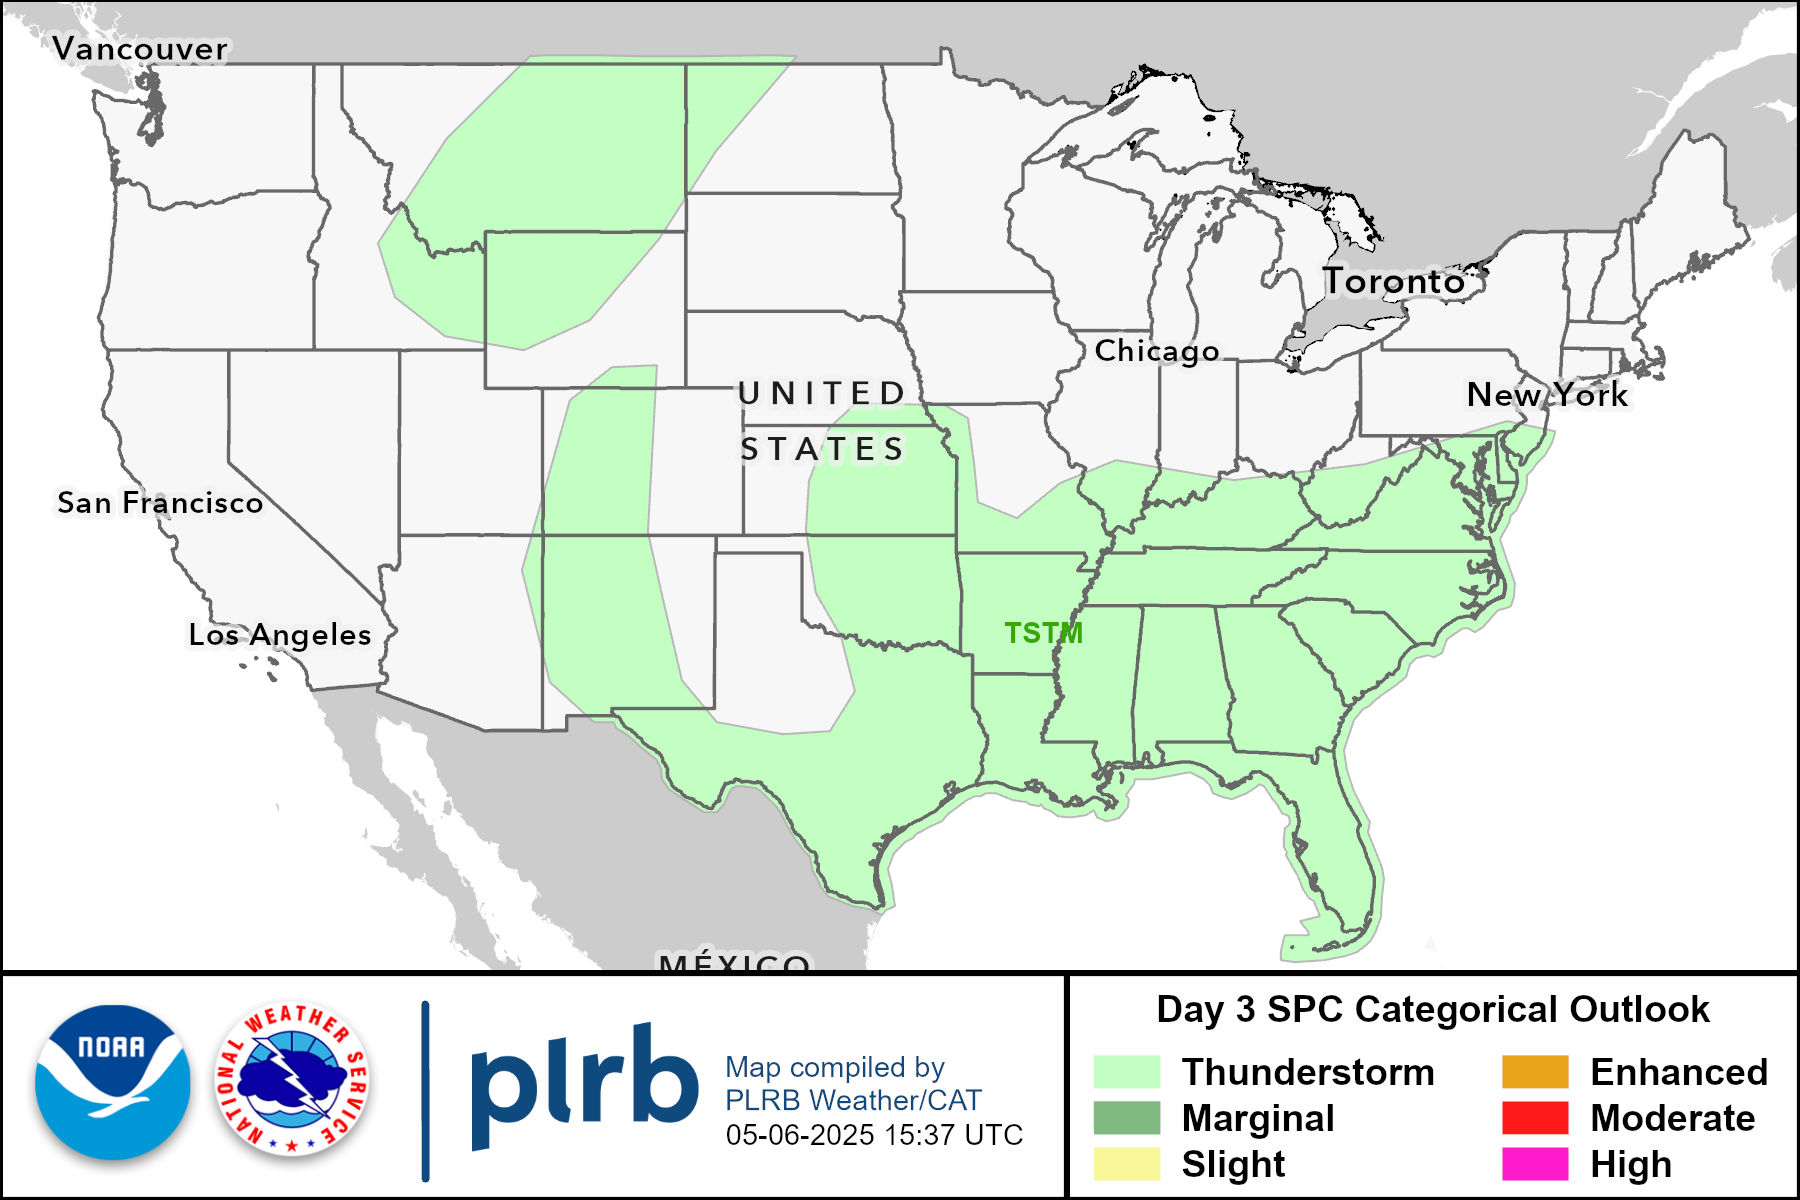 Vancouver
Toronto
Chicago
UNITED
New York
STATES
San Francisco
TSTM
Los Angeles
MÉXICO
NOAA
NATIONAL WEATHER SERVICE
plrb
Map compiled by
PLRB Weather/CAT
05-06-2025 15:37 UTC
Day 3 SPC Categorical Outlook
Thunderstorm
Enhanced
Marginal
Moderate
Slight
High